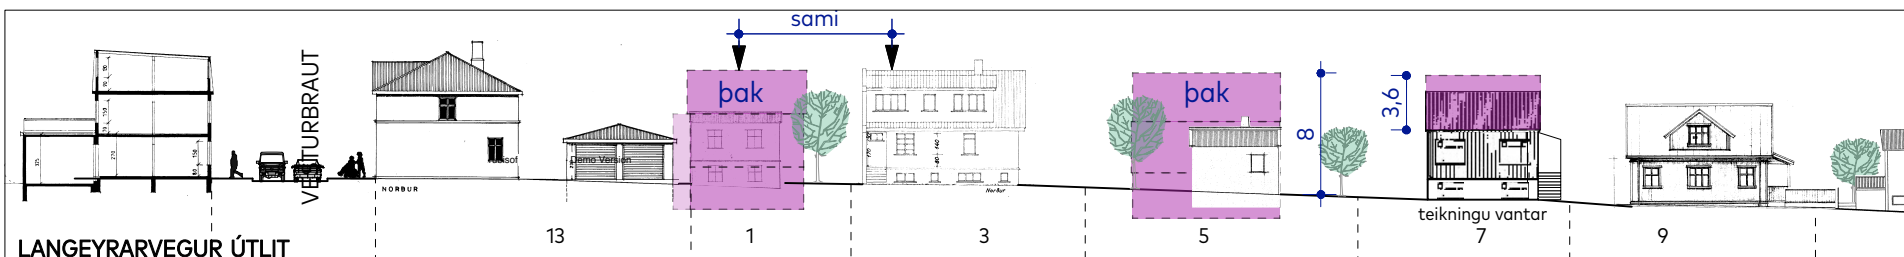 sami
VESTURBRAUT
þak
þak
3,6
8
Demo Version
NORÐUR
Norður
teikningu vantar
13
1
3
5
7
9
LANGEYRARVEGUR ÚTLIT